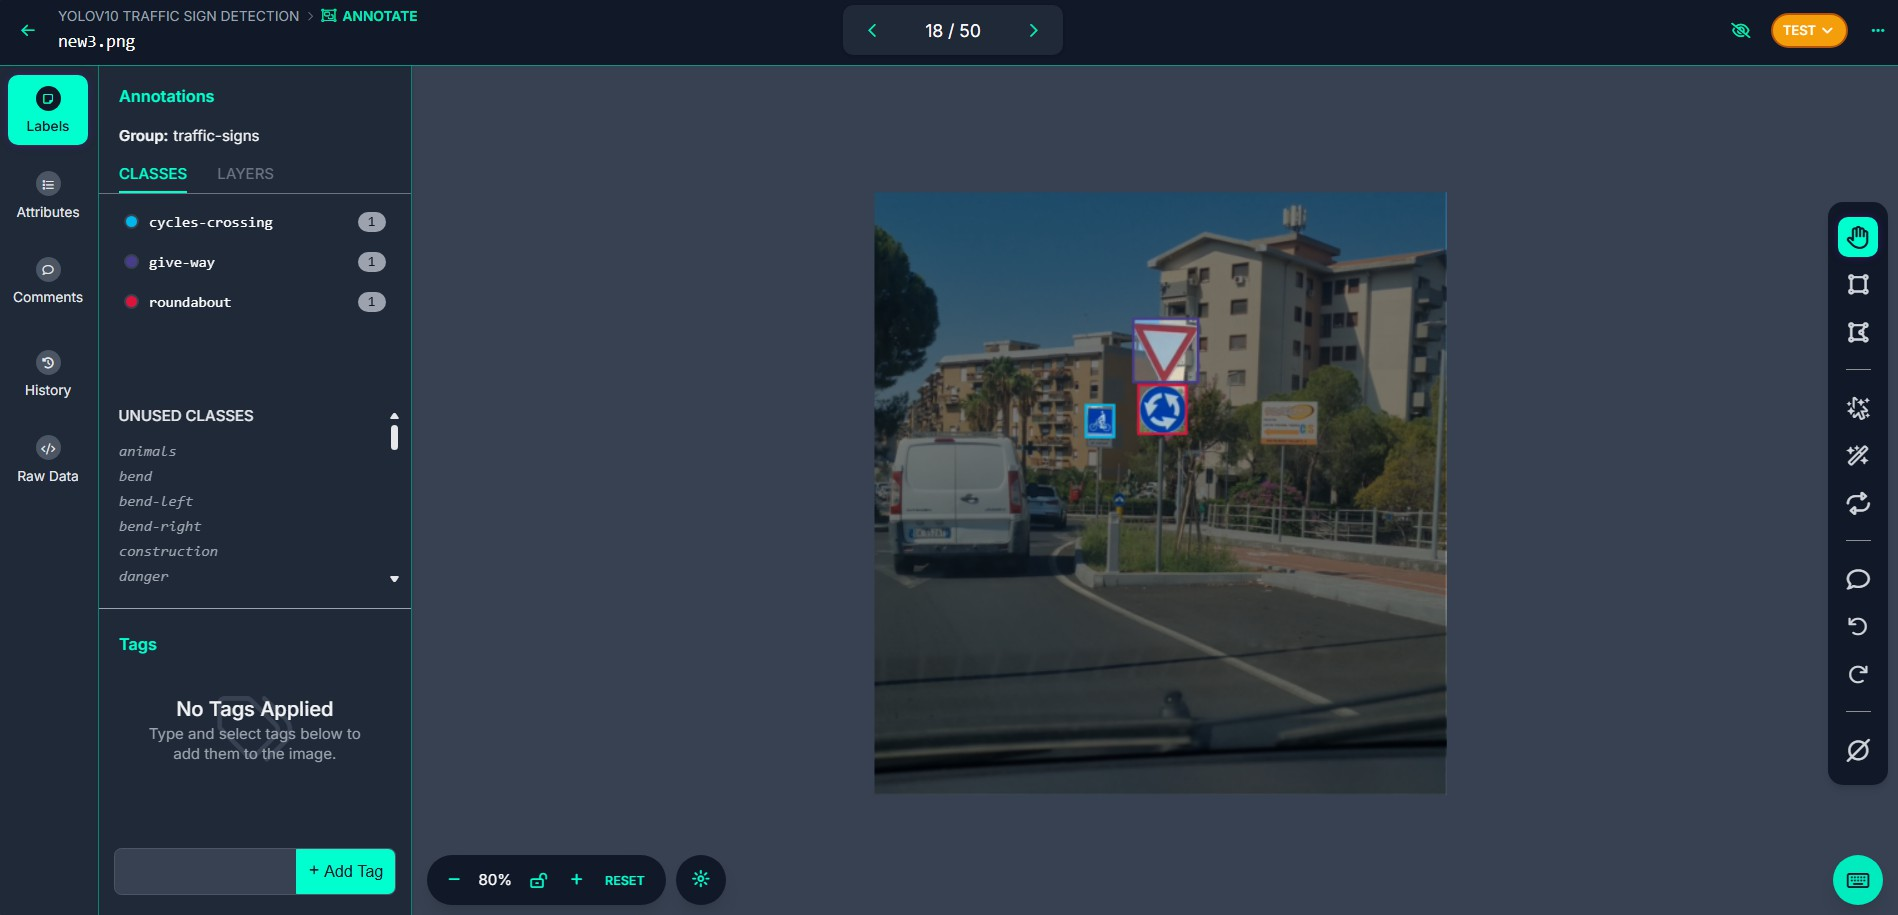 YOLOV10 TRAFFIC SIGN DETECTION > ANNOTATE
new3.png
18 / 50
TEST
Labels
Attributes
Comments
History
Raw Data
Annotations
Group: traffic-signs
CLASSES LAYERS
cycles-crossing 1
give-way 1
roundabout 1
UNUSED CLASSES
animals
bend
bend-left
bend-right
construction
danger
Tags
No Tags Applied
Type and select tags below to
add them to the image.
+ Add Tag
80%
RESET